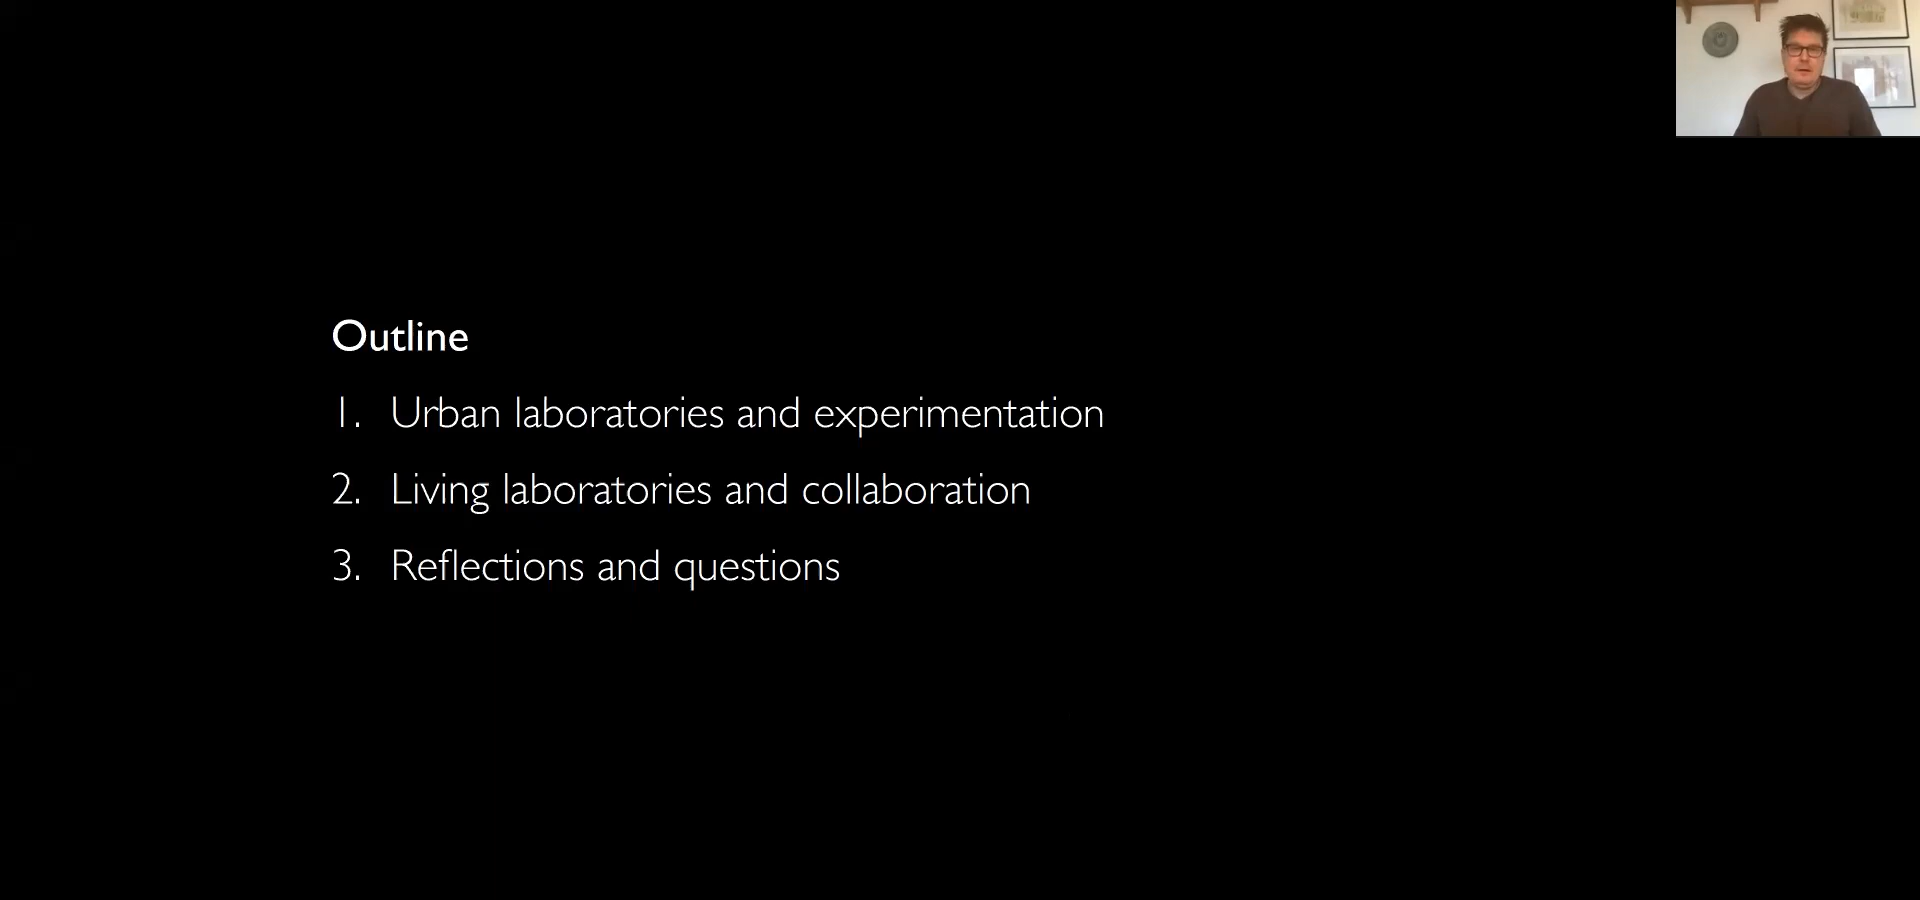 Outline
1. Urban laboratories and experimentation
2. Living laboratories and collaboration
3. Reflections and questions